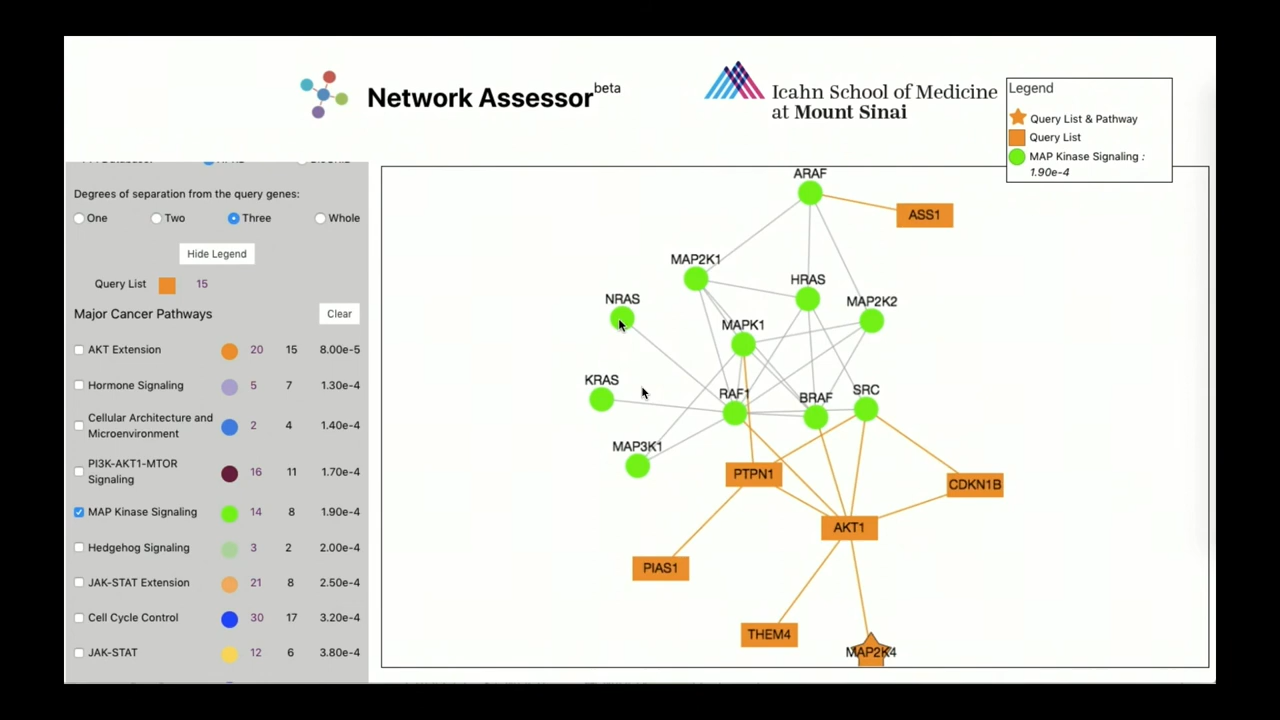 Network Assessor beta
Icahn School of Medicine
at Mount Sinai
Legend
Query List & Pathway
Query List
MAP Kinase Signaling :
1.90e-4
Degrees of separation from the query genes:
One Two Three Whole
Hide Legend
Query List 15
Major Cancer Pathways Clear
AKT Extension 20 15 8.00e-5
Hormone Signaling 5 7 1.30e-4
Cellular Architecture and
Microenvironment 2 4 1.40e-4
PI3K-AKT1-MTOR
Signaling 16 11 1.70e-4
MAP Kinase Signaling 14 8 1.90e-4
Hedgehog Signaling 3 2 2.00e-4
JAK-STAT Extension 21 8 2.50e-4
Cell Cycle Control 30 17 3.20e-4
JAK-STAT 12 6 3.80e-4
ARAF
ASS1
MAP2K1
HRAS
NRAS
MAP2K2
MAPK1
KRAS
RAF1
BRAF
SRC
MAP3K1
PTPN1
CDKN1B
AKT1
PIAS1
THEM4
MAP2K4